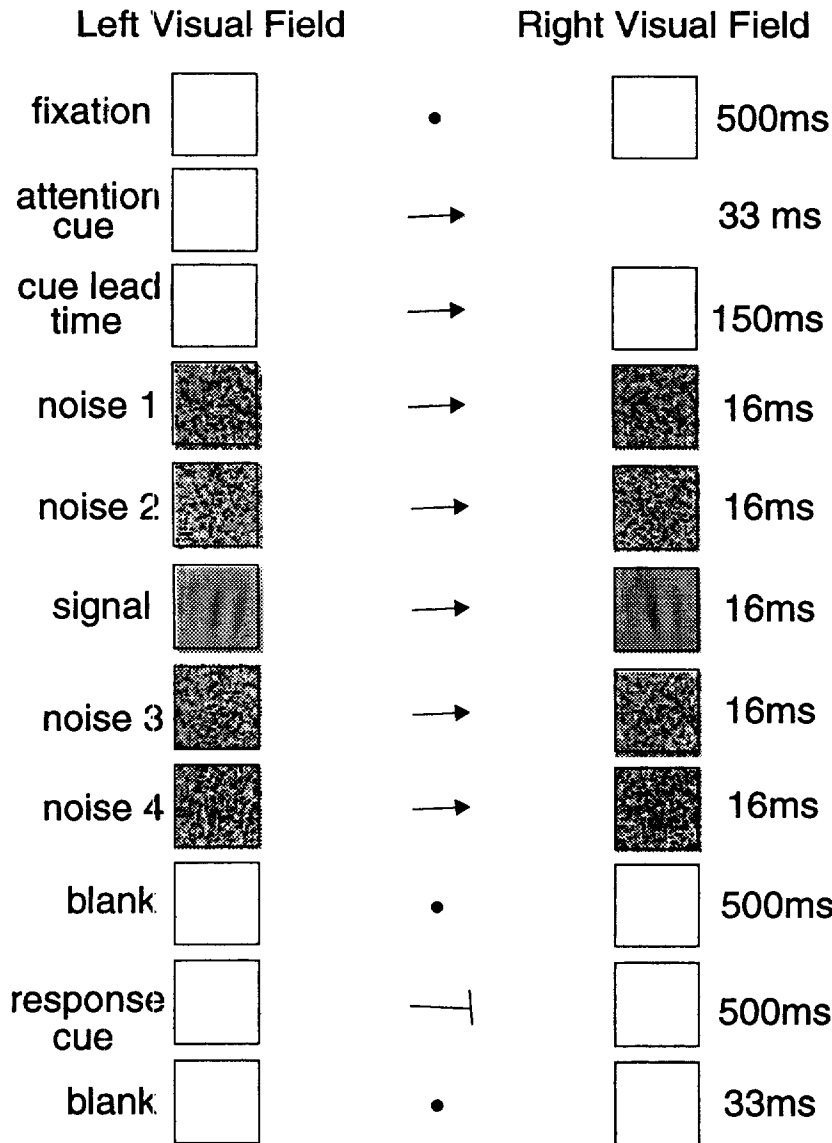 Left Visual Field Right Visual Field
fixation 500ms
attention
cue 33 ms
cue lead
time 150ms
noise 1 16ms
noise 2 16ms
signal 16ms
noise 3 16ms
noise 4 16ms
blank 500ms
response
cue 500ms
blank 33ms